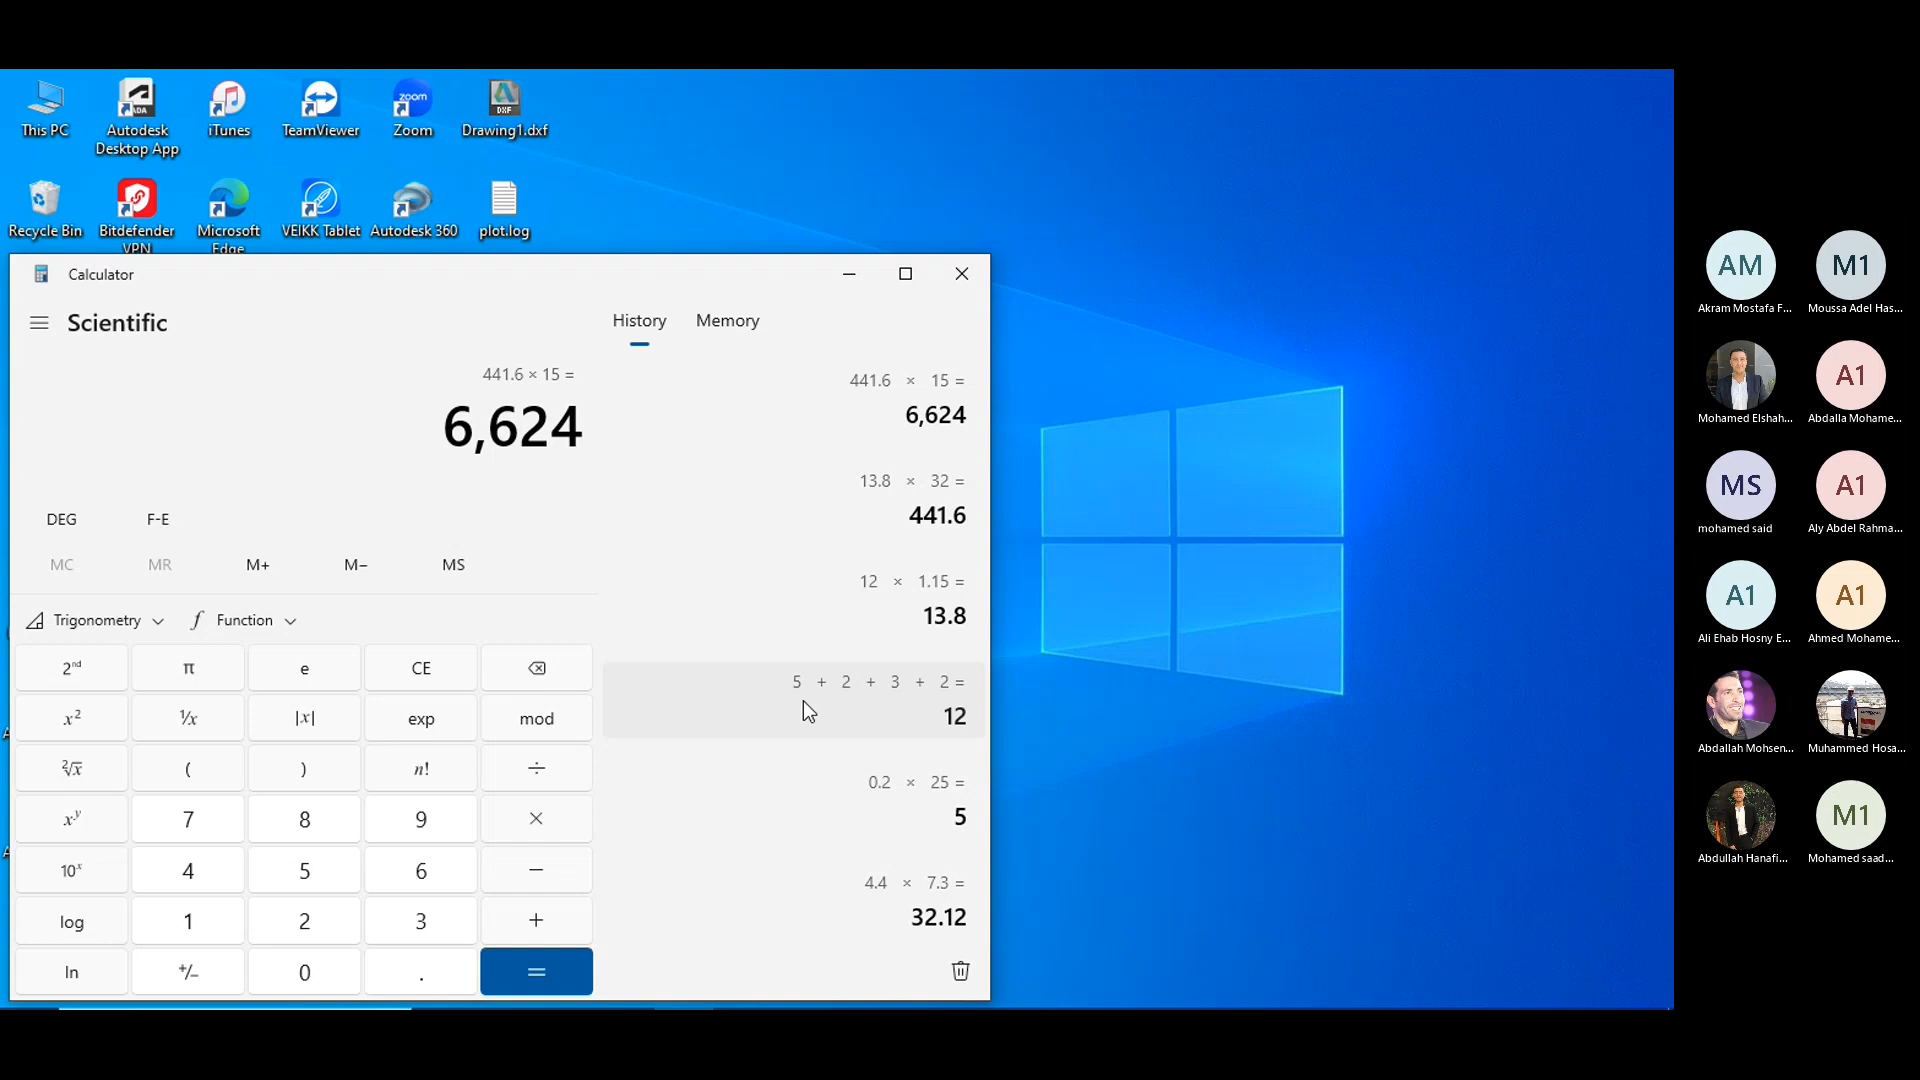 This PC
Autodesk
Desktop App
iTunes
TeamViewer
Zoom
zoom
Drawing1.dxf
DXF
Recycle Bin
Bitdefender
VPN
Microsoft
Edge
VEIKK Tablet
Autodesk 360
plot.log
Calculator
Scientific
History
Memory
441.6 × 15 =
6,624
DEG
F-E
MC
MR
M+
M−
MS
Trigonometry
f Function
2ⁿᵈ
π
e
CE
x²
¹/x
|x|
exp
mod
²√x
(
)
n!
÷
xʸ
7
8
9
×
10ˣ
4
5
6
−
log
1
2
3
+
ln
+/−
0
.
=
441.6 × 15 =
6,624
13.8 × 32 =
441.6
12 × 1.15 =
13.8
5 + 2 + 3 + 2 =
12
0.2 × 25 =
5
4.4 × 7.3 =
32.12
AM
Akram Mostafa F...
M1
Moussa Adel Has...
Mohamed Elshah...
A1
Abdalla Mohame...
MS
mohamed said
A1
Aly Abdel Rahma...
A1
Ali Ehab Hosny E...
A1
Ahmed Mohame...
Abdallah Mohsen...
Muhammed Hosa...
Abdullah Hanafi...
M1
Mohamed saad...